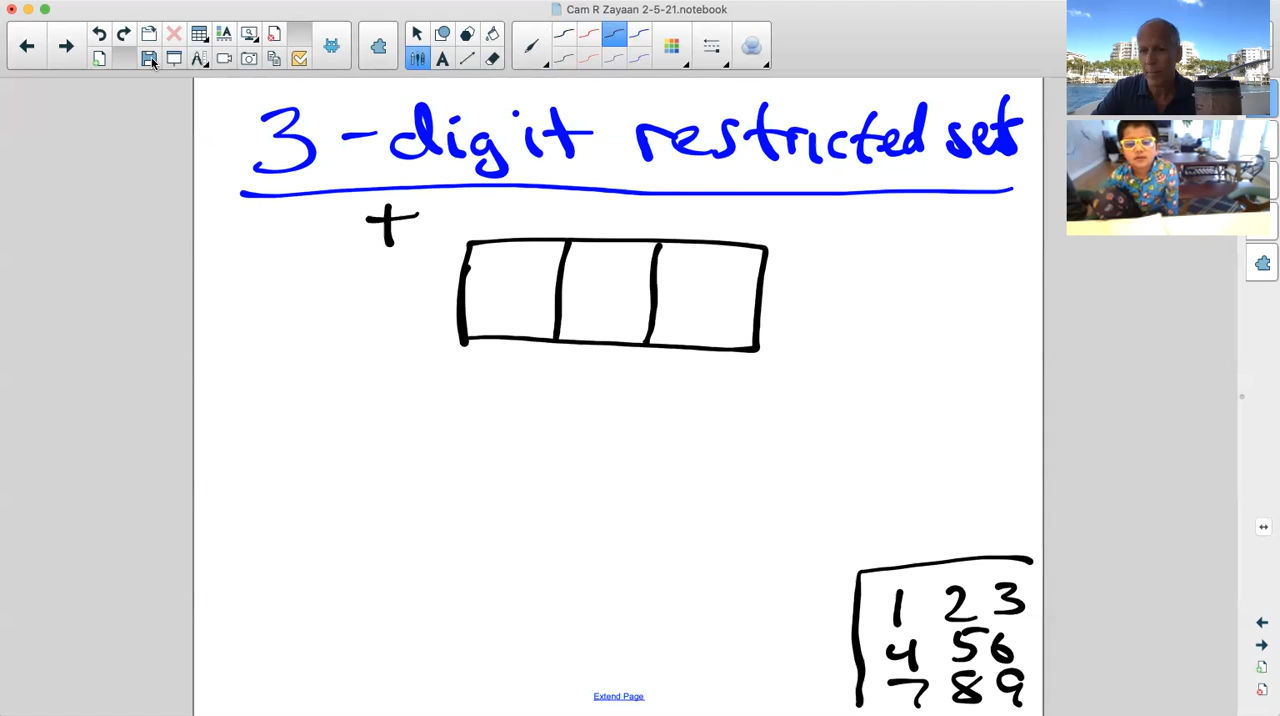 Cam R Zayaan 2-5-21.notebook
3-digit restricted set
+
1 2 3
4 5 6
7 8 9
Extend Page